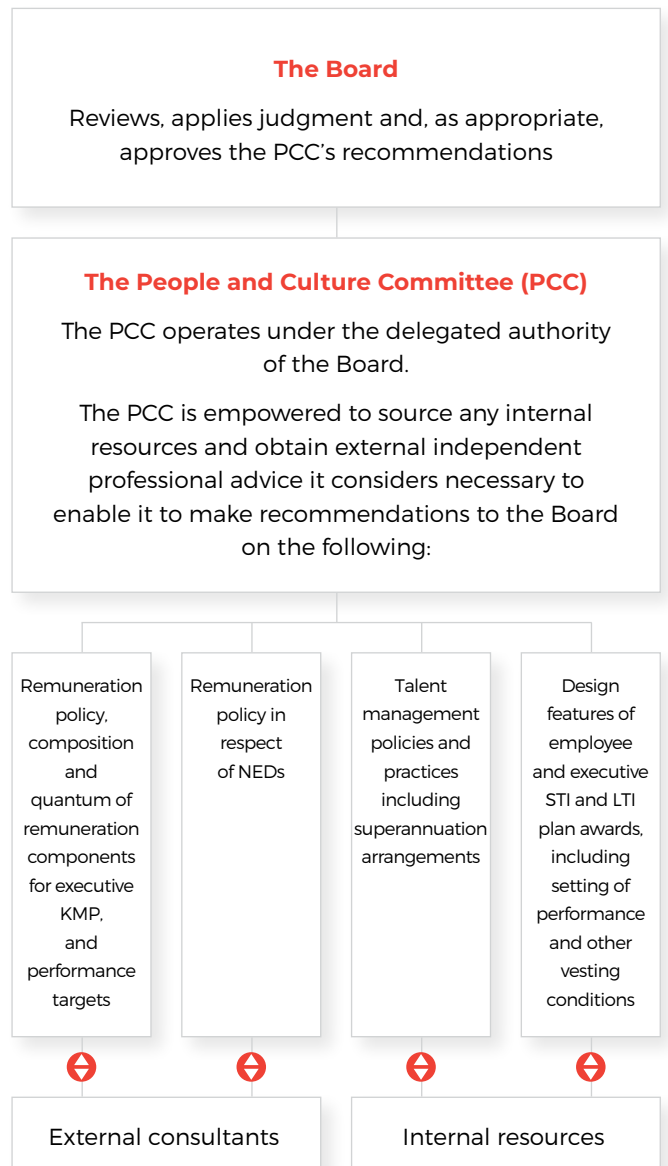 The Board
Reviews, applies judgment and, as appropriate,
approves the PCC’s recommendations
The People and Culture Committee (PCC)
The PCC operates under the delegated authority
of the Board.
The PCC is empowered to source any internal
resources and obtain external independent
professional advice it considers necessary to
enable it to make recommendations to the Board
on the following:
Remuneration
policy,
composition
and
quantum of
remuneration
components
for executive
KMP,
and
performance
targets
Remuneration
policy in
respect
of NEDs
Talent
management
policies and
practices
including
superannuation
arrangements
Design
features of
employee
and executive
STI and LTI
plan awards,
including
setting of
performance
and other
vesting
conditions
External consultants
Internal resources